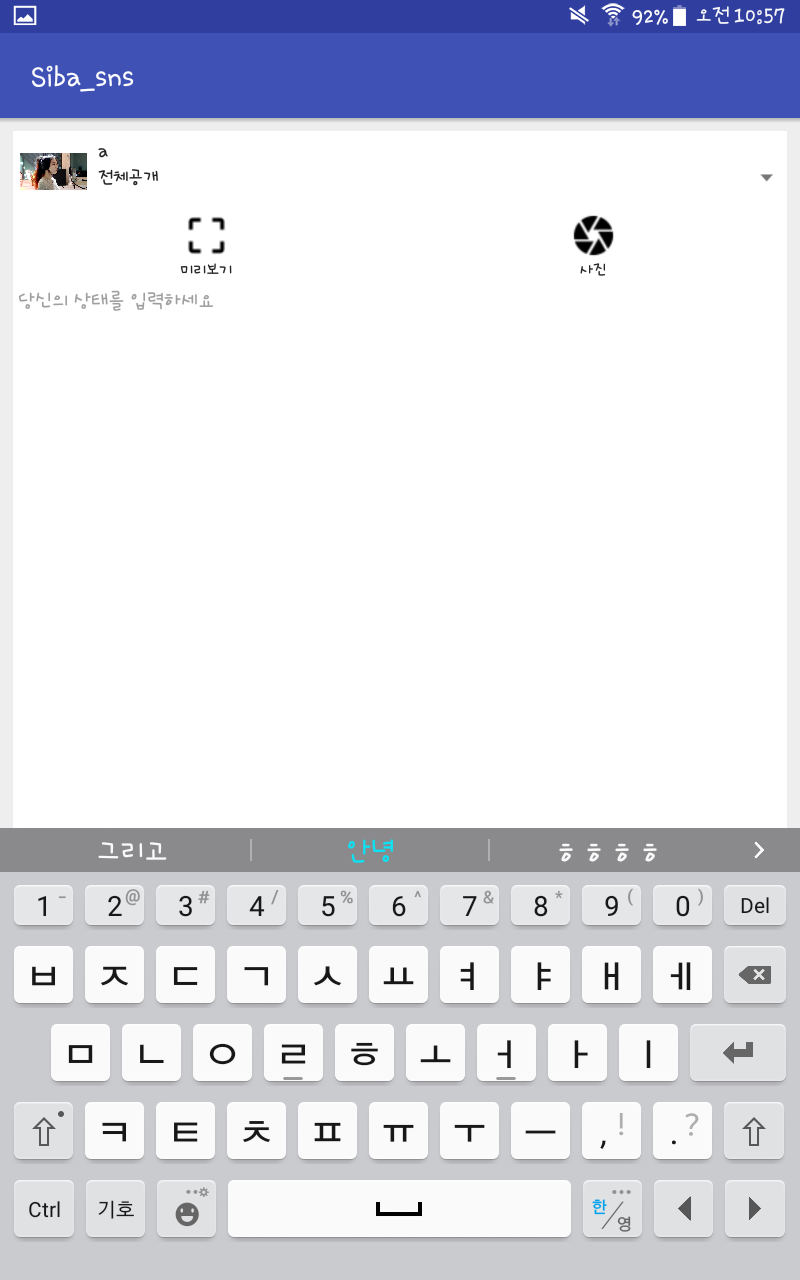 92% 오전 10:57
Siba_sns
a
전체공개
미리보기 사진
당신의 상태를 입력하세요
그리고 안녕 ㅎㅎㅎㅎ
1 - 2 @ 3 # 4 / 5 % 6 ^ 7 & 8 * 9 ( 0 ) Del
ㅂ ㅈ ㄷ ㄱ ㅅ ㅛ ㅕ ㅑ ㅐ ㅔ
ㅁ ㄴ ㅇ ㄹ ㅎ ㅗ ㅓ ㅏ ㅣ
ㅋ ㅌ ㅊ ㅍ ㅠ ㅜ ㅡ , ! . ?
Ctrl 기호 한/영